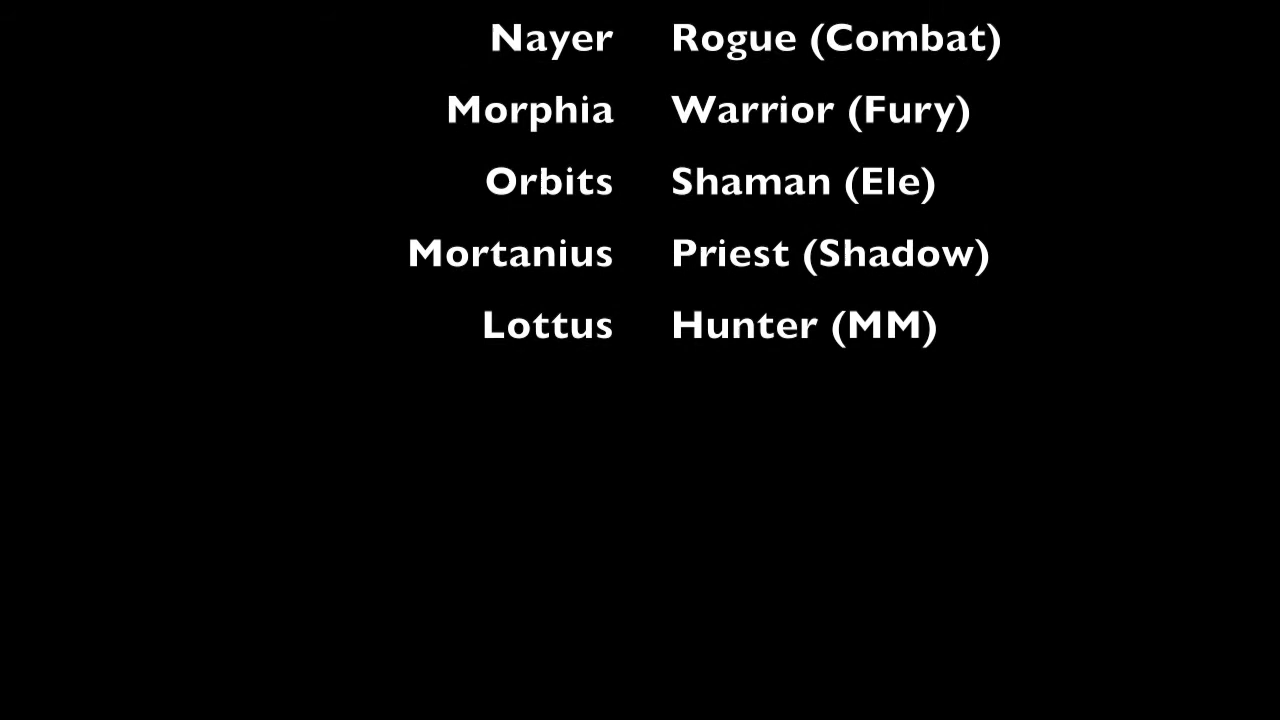 Nayer Rogue (Combat)
Morphia Warrior (Fury)
Orbits Shaman (Ele)
Mortanius Priest (Shadow)
Lottus Hunter (MM)